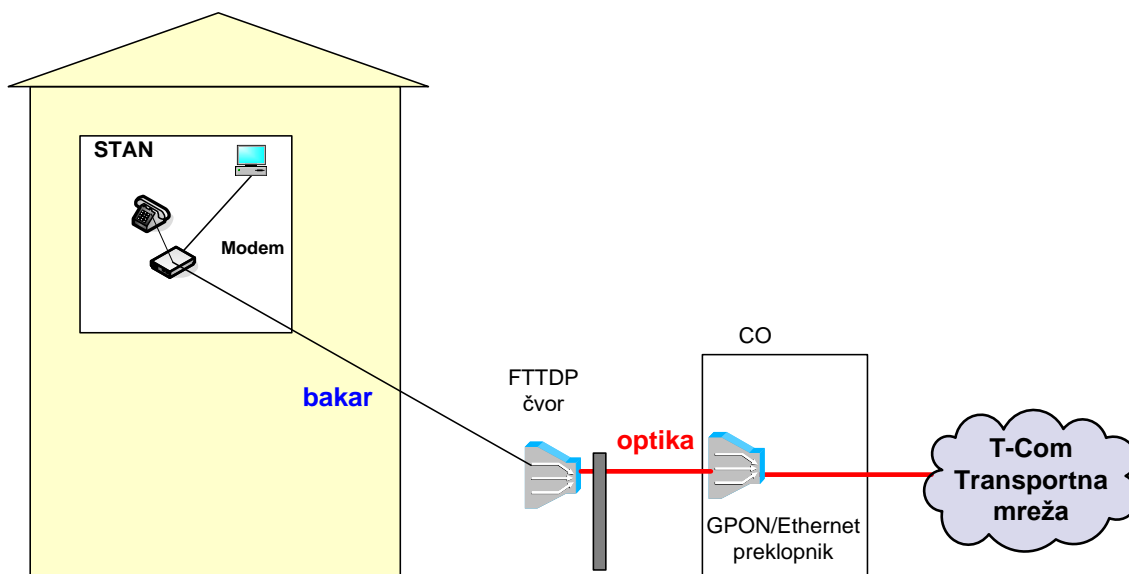 STAN
Modem
bakar
FTTDP
čvor
optika
CO
GPON/Ethernet
preklopnik
T-Com
Transportna
mreža